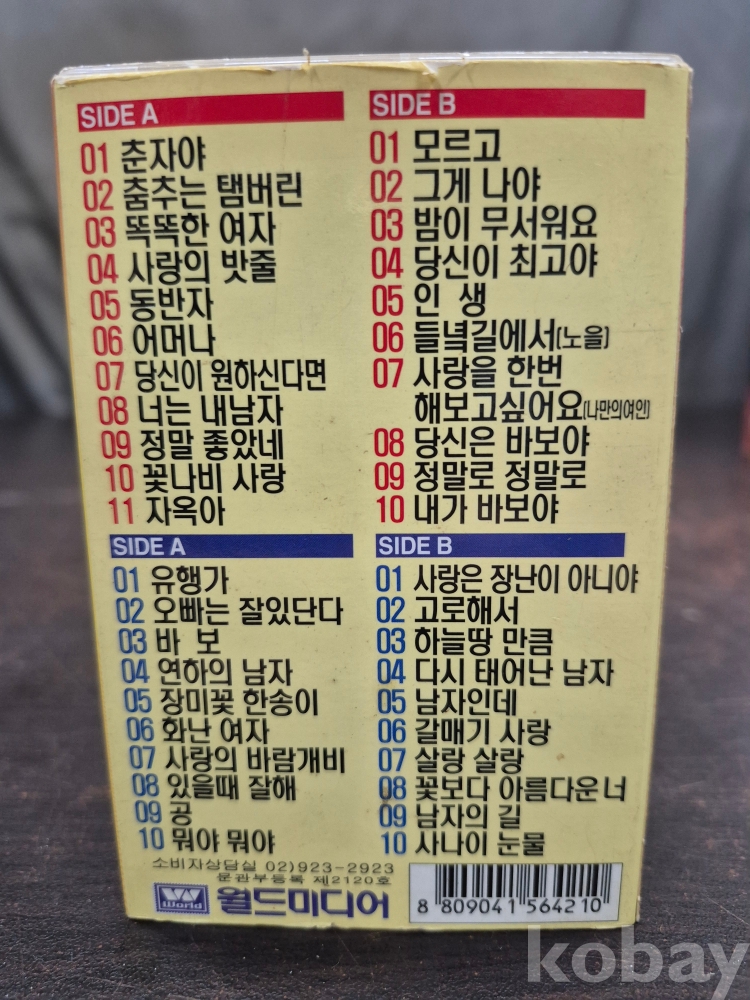 SIDE A
01 춘자야
02 춤추는 탬버린
03 똑똑한 여자
04 사랑의 밧줄
05 동반자
06 어머나
07 당신이 원하신다면
08 너는 내남자
09 정말 좋았네
10 꽃나비 사랑
11 자옥아
SIDE B
01 모르고
02 그게 나야
03 밤이 무서워요
04 당신이 최고야
05 인 생
06 들녘길에서(노을)
07 사랑을 한번
해보고싶어요(나만의여인)
08 당신은 바보야
09 정말로 정말로
10 내가 바보야
SIDE A
01 유행가
02 오빠는 잘있단다
03 바 보
04 연하의 남자
05 장미꽃 한송이
06 화난 여자
07 사랑의 바람개비
08 있을때 잘해
09 공
10 뭐야 뭐야
SIDE B
01 사랑은 장난이 아니야
02 고로해서
03 하늘땅 만큼
04 다시 태어난 남자
05 남자인데
06 갈매기 사랑
07 살랑 살랑
08 꽃보다 아름다운 너
09 남자의 길
10 사나이 눈물
소비자상담실 02)923-2923
문관부등록 제2120호
World 월드미디어
8 809041 564210
kobay